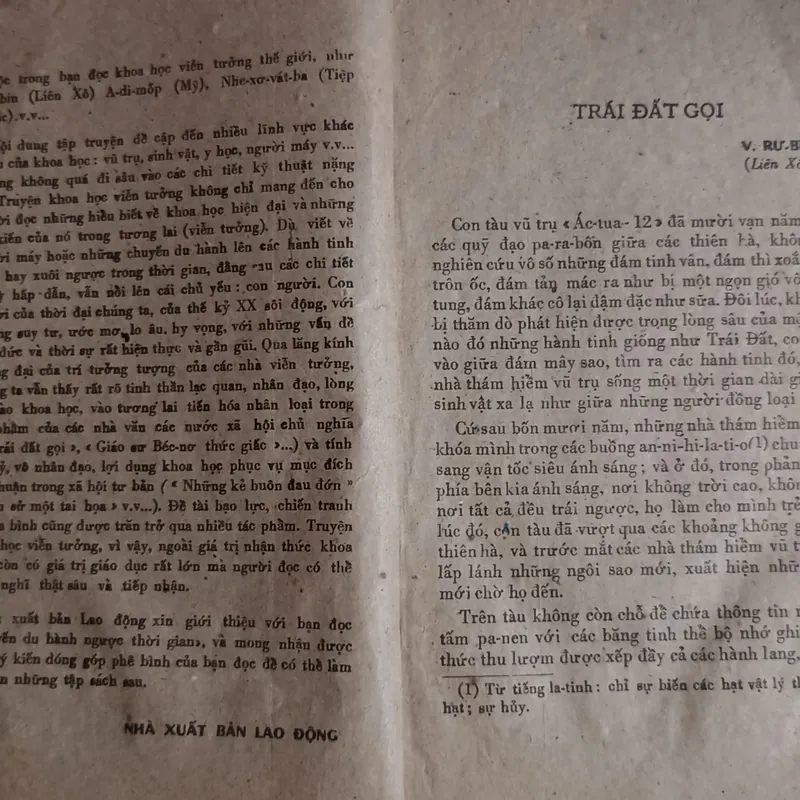 trong bạn đọc khoa học viễn tưởng thế giới, như
bin (Liên Xô) A-di-mốp (Mỹ), Nhe-xơ-vát-ba (Tiệp
.v.v...
dung tập truyện đề cập đến nhiều lĩnh vực khác
của khoa học : vũ trụ, sinh vật, y học, người máy v.v...
không quá đi sâu vào các chi tiết kỹ thuật nặng
Truyện khoa học viễn tưởng không chỉ mang đến cho
đọc những hiểu biết về khoa học hiện đại và những
kiến của nó trong tương lai (viễn tưởng). Dù viết về
máy hoặc những chuyến du hành lên các hành tinh
hay xuôi ngược trong thời gian, đằng sau các chi tiết
hấp dẫn, vẫn nổi lên cái chủ yếu : con người. Con
của thời đại chúng ta, của thế kỷ XX sôi động, với
suy tư, ước mơ, lo âu. hy vọng, với những vấn đề
đức và thời sự rất hiện thực và gần gũi. Qua lăng kính
đại của trí tưởng tượng của các nhà viễn tưởng,
ta vẫn thấy rất rõ tinh thần lạc quan, nhân đạo, lòng
khoa học, vào tương lai tiến hóa nhân loại trong
phẩm của các nhà văn các nước xã hội chủ nghĩa
đất gọi », « Giáo sư Béc-nơ thức giấc »...) và tính
vô nhân đạo, lợi dụng khoa học phục vụ mục đích
trong xã hội tư bản ( « Những kẻ buôn đau đớn »
sở một tai họa » v.v...). Đề tài bạo lực, chiến tranh
bình cũng được trăn trở qua nhiều tác phẩm. Truyện
học viễn tưởng, vì vậy, ngoài giá trị nhận thức khoa
còn có giá trị giáo dục rất lớn mà người đọc có thể
nghĩ thật sâu và tiếp nhận.
xuất bản Lao động xin giới thiệu với bạn đọc
du hành ngược thời gian», và mong nhận được
ý kiến đóng góp phê bình của bạn đọc để có thể làm
những tập sách sau.
NHÀ XUẤT BẢN LAO ĐỘNG
TRÁI ĐẤT GỌI
V. RƯ-B
(Liên Xô
Con tàu vũ trụ « Ác-tua - 12 » đã mười vạn năm
các quỹ đạo pa-ra-bôn giữa các thiên hà,
nghiên cứu vô số những đám tinh vân, đám thì xoắn
trôn ốc, đám tản mác ra như bị một ngọn gió
tung, đám khác cô lại đậm đặc như sữa. Đôi lúc,
bị thăm dò phát hiện được trong lòng sâu của
nào đó những hành tinh giống như Trái Đất,
vào giữa đám mây sao, tìm ra các hành tinh đó,
nhà thám hiểm vũ trụ sống một thời gian dài
sinh vật xa lạ như giữa những người đồng loại
Cứ sau bốn mươi năm, những nhà thám hiểm
khóa mình trong các buồng an-ni-hi-la-ti-o(1)
sang vận tốc siêu ánh sáng ; và ở đó, trong phản
phía bên kia ánh sáng, nơi không trời cao,
nơi tất cả đều trái ngược, họ làm cho mình trẻ
lúc đó, con tàu đã vượt qua các khoảng không
thiên hà, và trước mắt các nhà thám hiểm vũ
lấp lánh những ngôi sao mới, xuất hiện
mới chờ họ đến.
Trên tàu không còn chỗ để chứa thông tin
tấm pa-nen với các băng tinh thể bộ nhớ ghi
thức thu lượm được xếp đầy cả các hành lang,
(1) Từ tiếng la-tinh : chỉ sự biến các hạt vật lý
hạt ; sự hủy.